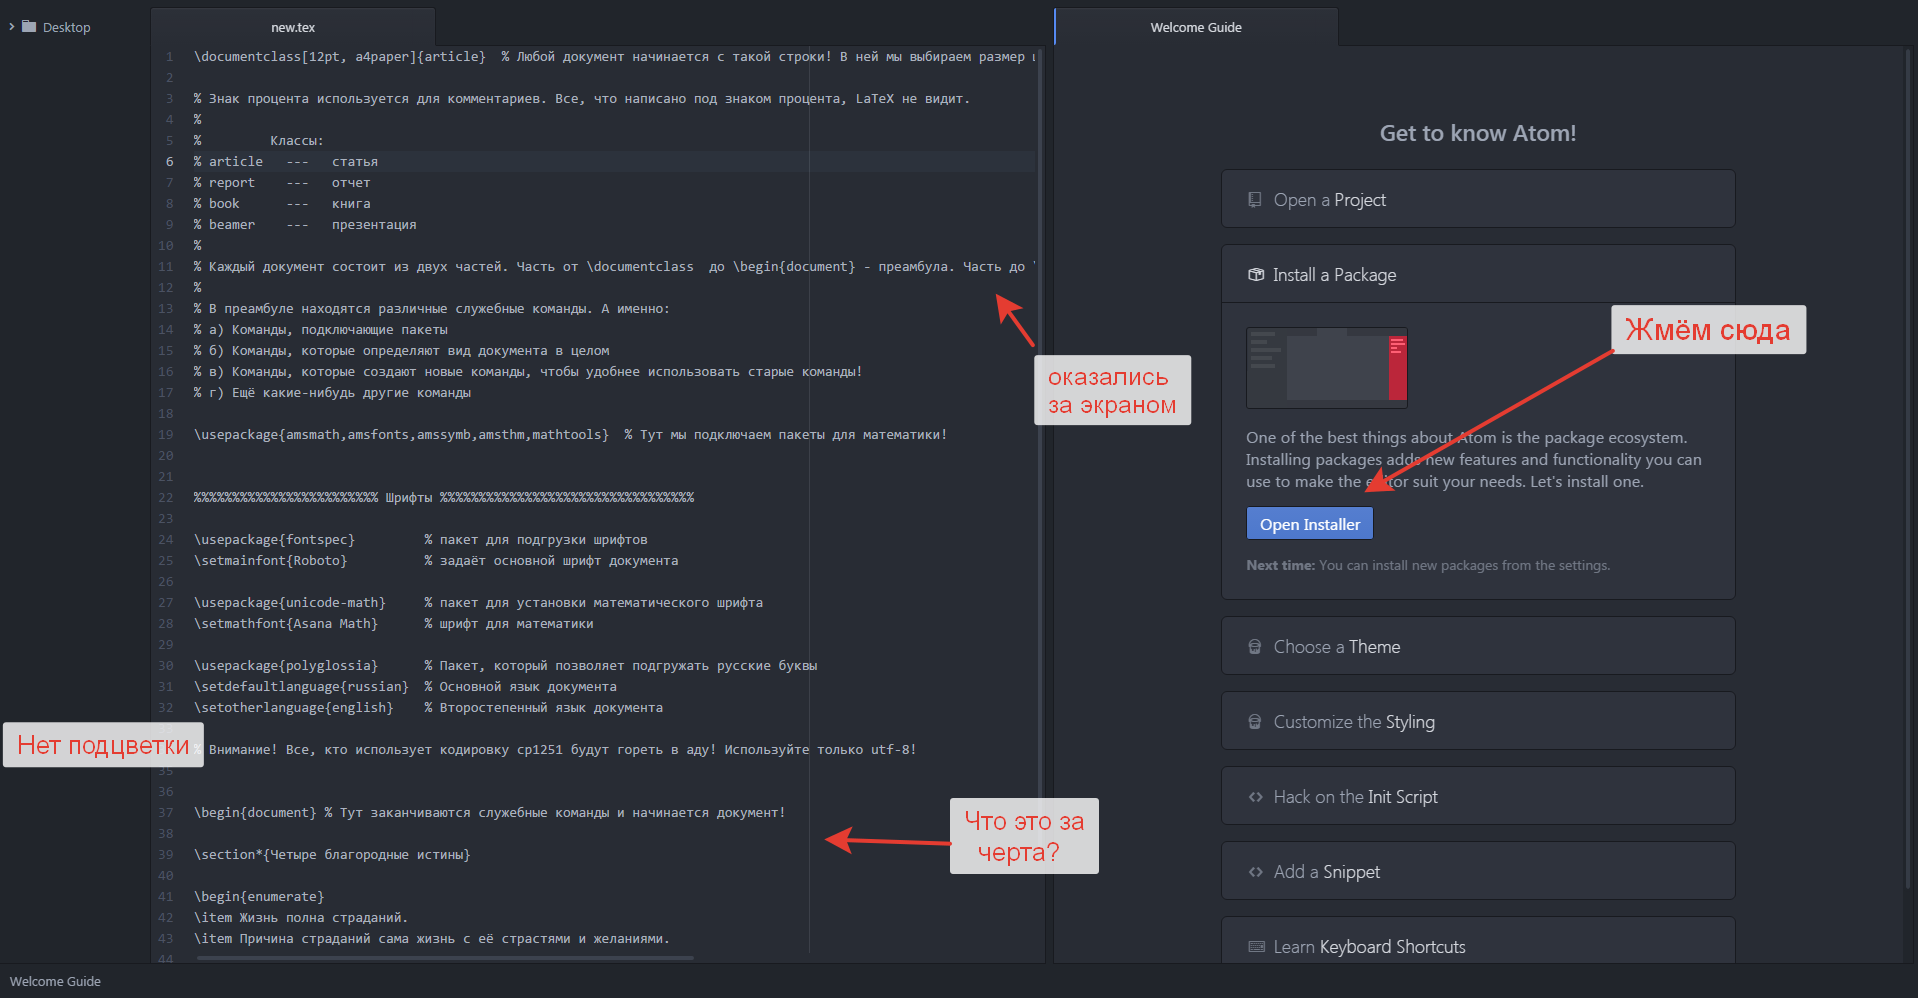 Desktop
new.tex
Welcome Guide
1 \documentclass[12pt, a4paper]{article}  % Любой документ начинается с такой строки! В ней мы выбираем размер
2
3 % Знак процента используется для комментариев. Все, что написано под знаком процента, LaTeX не видит.
4 %
5 %         Классы:
6 % article   ---   статья
7 % report    ---   отчет
8 % book      ---   книга
9 % beamer    ---   презентация
10 %
11 % Каждый документ состоит из двух частей. Часть от \documentclass  до \begin{document} - преамбула. Часть до \
12 %
13 % В преамбуле находятся различные служебные команды. А именно:
14 % а) Команды, подключающие пакеты
15 % б) Команды, которые определяют вид документа в целом
16 % в) Команды, которые создают новые команды, чтобы удобнее использовать старые команды!
17 % г) Ещё какие-нибудь другие команды
18
19 \usepackage{amsmath,amsfonts,amssymb,amsthm,mathtools}  % Тут мы подключаем пакеты для математики!
20
21
22 %%%%%%%%%%%%%%%%%%%%%%%% Шрифты %%%%%%%%%%%%%%%%%%%%%%%%%%%%%%%%%
23
24 \usepackage{fontspec}         % пакет для подгрузки шрифтов
25 \setmainfont{Roboto}          % задаёт основной шрифт документа
26
27 \usepackage{unicode-math}     % пакет для установки математического шрифта
28 \setmathfont{Asana Math}      % шрифт для математики
29
30 \usepackage{polyglossia}      % Пакет, который позволяет подгружать русские буквы
31 \setdefaultlanguage{russian}  % Основной язык документа
32 \setotherlanguage{english}    % Второстепенный язык документа
% Внимание! Все, кто использует кодировку cp1251 будут гореть в аду! Используйте только utf-8!
35
36
37 \begin{document} % Тут заканчиваются служебные команды и начинается документ!
38
39 \section*{Четыре благородные истины}
40
41 \begin{enumerate}
42 \item Жизнь полна страданий.
43 \item Причина страданий сама жизнь с её страстями и желаниями.
44
Нет подцветки
оказались
за экраном
Что это за
черта?
Get to know Atom!
Open a Project
Install a Package
Жмём сюда
One of the best things about Atom is the package ecosystem.
Installing packages adds new features and functionality you can
use to make the editor suit your needs. Let's install one.
Open Installer
Next time: You can install new packages from the settings.
Choose a Theme
Customize the Styling
Hack on the Init Script
Add a Snippet
Learn Keyboard Shortcuts
Welcome Guide